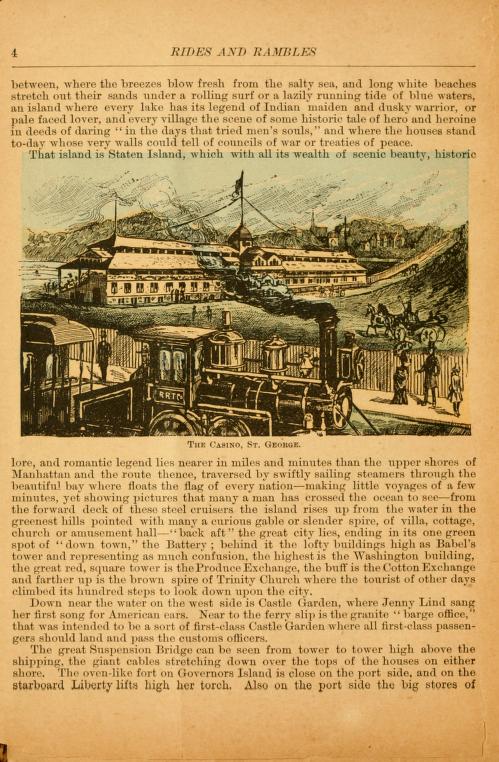 4
RIDES AND RAMBLES
between, where the breezes blow fresh from the salty sea, and long white beaches
stretch out their sands under a rolling surf or a lazily running tide of blue waters,
an island where every lake has its legend of Indian maiden and dusky warrior, or
pale faced lover, and every village the scene of some historic tale of hero and heroine
in deeds of daring "in the days that tried men's souls," and where the houses stand
to-day whose very walls could tell of councils of war or treaties of peace.
That island is Staten Island, which with all its wealth of scenic beauty, historic
RRTC
THE CASINO, ST. GEORGE.
lore, and romantic legend lies nearer in miles and minutes than the upper shores of
Manhattan and the route thence, traversed by swiftly sailing steamers through the
beautiful bay where floats the flag of every nation—making little voyages of a few
minutes, yet showing pictures that many a man has crossed the ocean to see—from
the forward deck of these steel cruisers the island rises up from the water in the
greenest hills pointed with many a curious gable or slender spire, of villa, cottage,
church or amusement hall—"back aft" the great city lies, ending in its one green
spot of "down town," the Battery; behind it the lofty buildings high as Babel's
tower and representing as much confusion, the highest is the Washington building,
the great red, square tower is the Produce Exchange, the buff is the Cotton Exchange
and farther up is the brown spire of Trinity Church where the tourist of other days
climbed its hundred steps to look down upon the city.
Down near the water on the west side is Castle Garden, where Jenny Lind sang
her first song for American ears. Near to the ferry slip is the granite "barge office,"
that was intended to be a sort of first-class Castle Garden where all first-class passen-
gers should land and pass the customs officers.
The great Suspension Bridge can be seen from tower to tower high above the
shipping, the giant cables stretching down over the tops of the houses on either
shore. The oven-like fort on Governors Island is close on the port side, and on the
starboard Liberty lifts high her torch. Also on the port side the big stores of